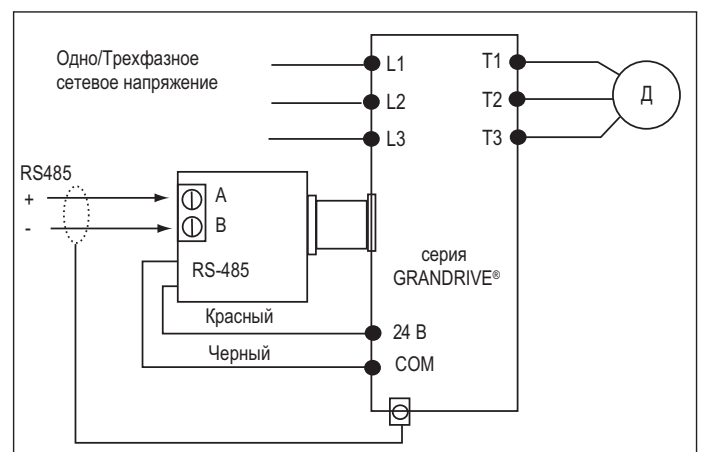 Одно/Трехфазное
сетевое напряжение
L1
T1
L2
T2
Д
L3
T3
RS485
+
A
-
B
RS-485
серия
GRANDRIVE®
Красный
24 В
Черный
COM